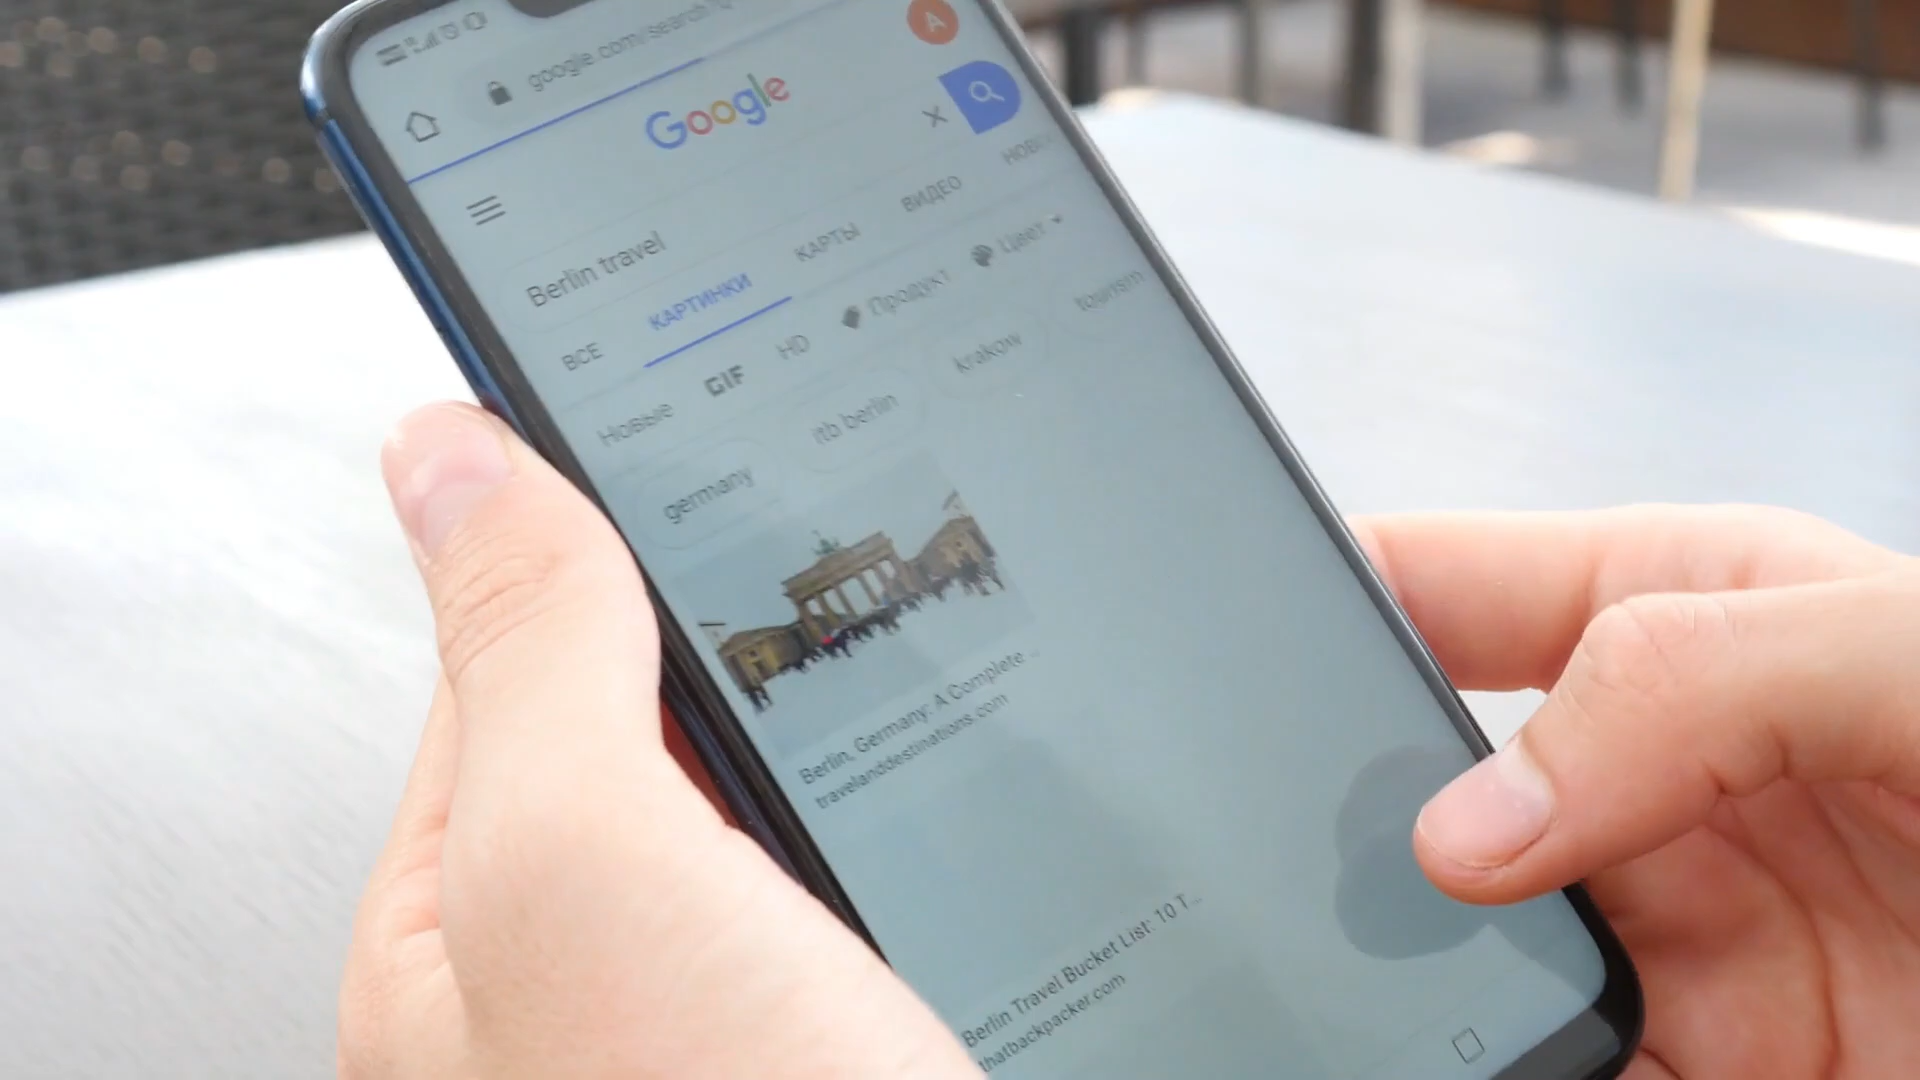 google.com/search?q
A
Google
Berlin travel
ВСЕ КАРТИНКИ КАРТЫ ВИДЕО НОВО
Новые GIF HD Продукт Цвет
germany itb berlin krakow tourism
Berlin, Germany: A Complete ...
travelanddestinations.com
Berlin Travel Bucket List: 10 T...
thatbackpacker.com